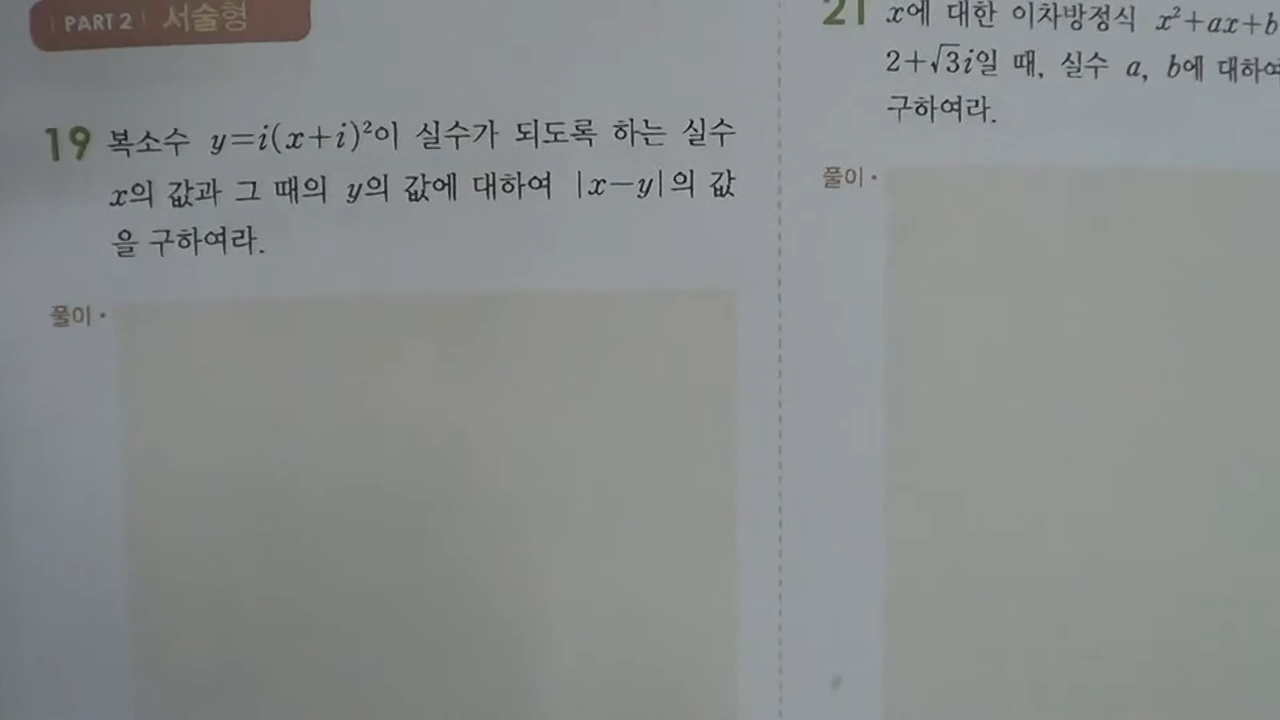 PART 2 서술형
19 복소수 y=i(x+i)²이 실수가 되도록 하는 실수
x의 값과 그 때의 y의 값에 대하여 |x-y|의 값
을 구하여라.
풀이 •
21 x에 대한 이차방정식 x²+ax+b
2+√3i일 때, 실수 a, b에 대하여
구하여라.
풀이 •